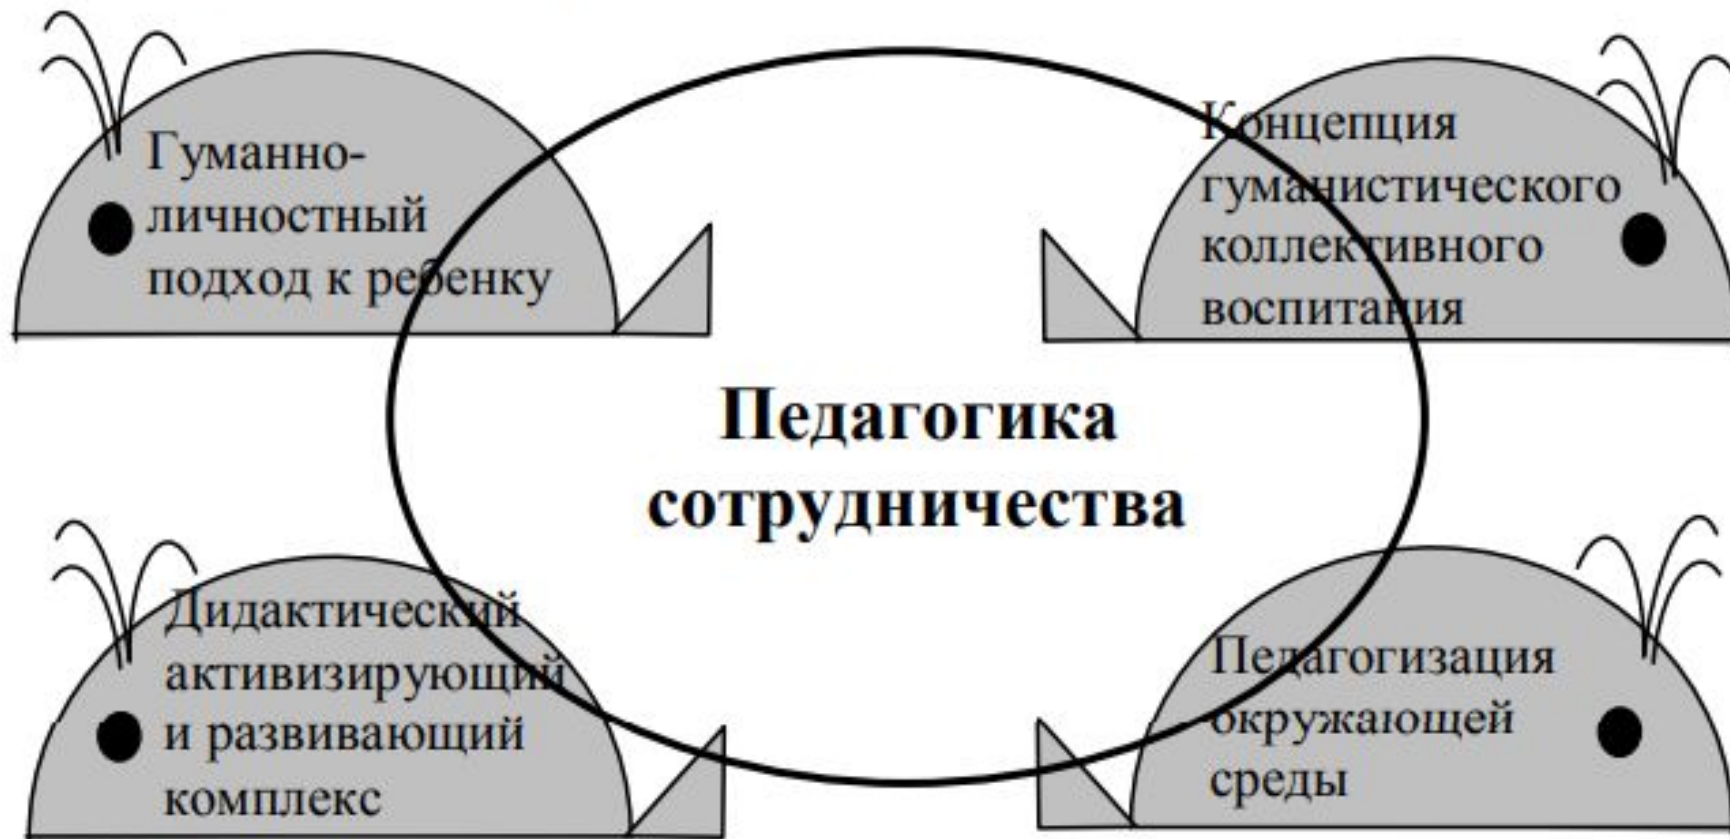 Гуманно-
личностный
подход к ребенку
Концепция
гуманистического
коллективного
воспитания
Педагогика
сотрудничества
Дидактический
активизирующий
и развивающий
комплекс
Педагогизация
окружающей
среды